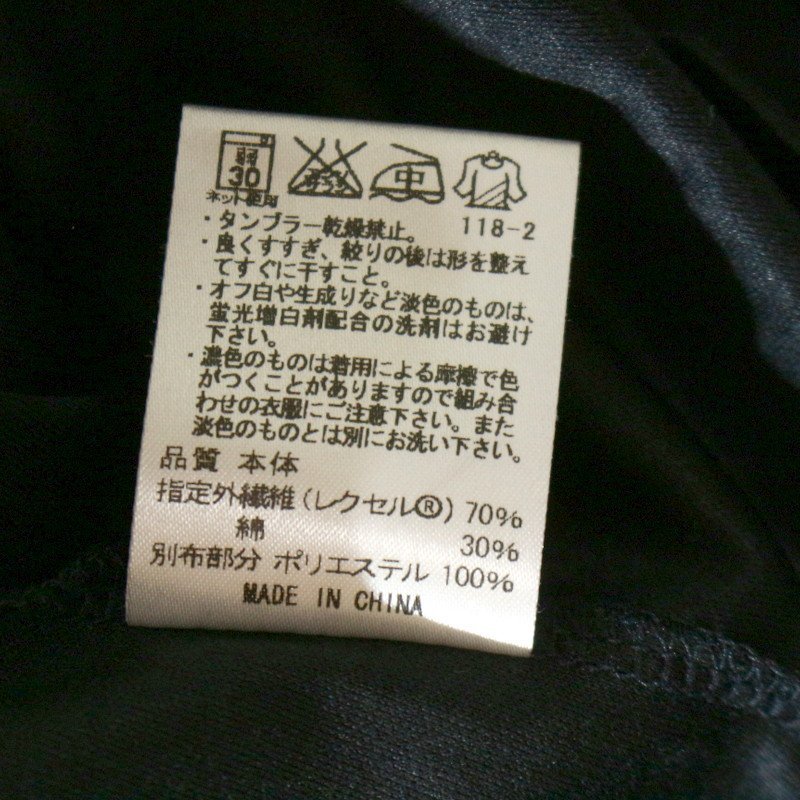 弱
30
中
ネット使用
118-2
・タンブラー乾燥禁止。
・良くすすぎ、絞りの後は形を整え
てすぐに干すこと。
・オフ白や生成りなど淡色のものは、
蛍光増白剤配合の洗剤はお避け
下さい。
・濃色のものは着用による摩擦で色
がつくことがありますので組み合
わせの衣服にご注意下さい。また
淡色のものとは別にお洗い下さい。
品質 本体
指定外繊維(レクセル®) 70%
綿 30%
別布部分 ポリエステル 100%
MADE IN CHINA